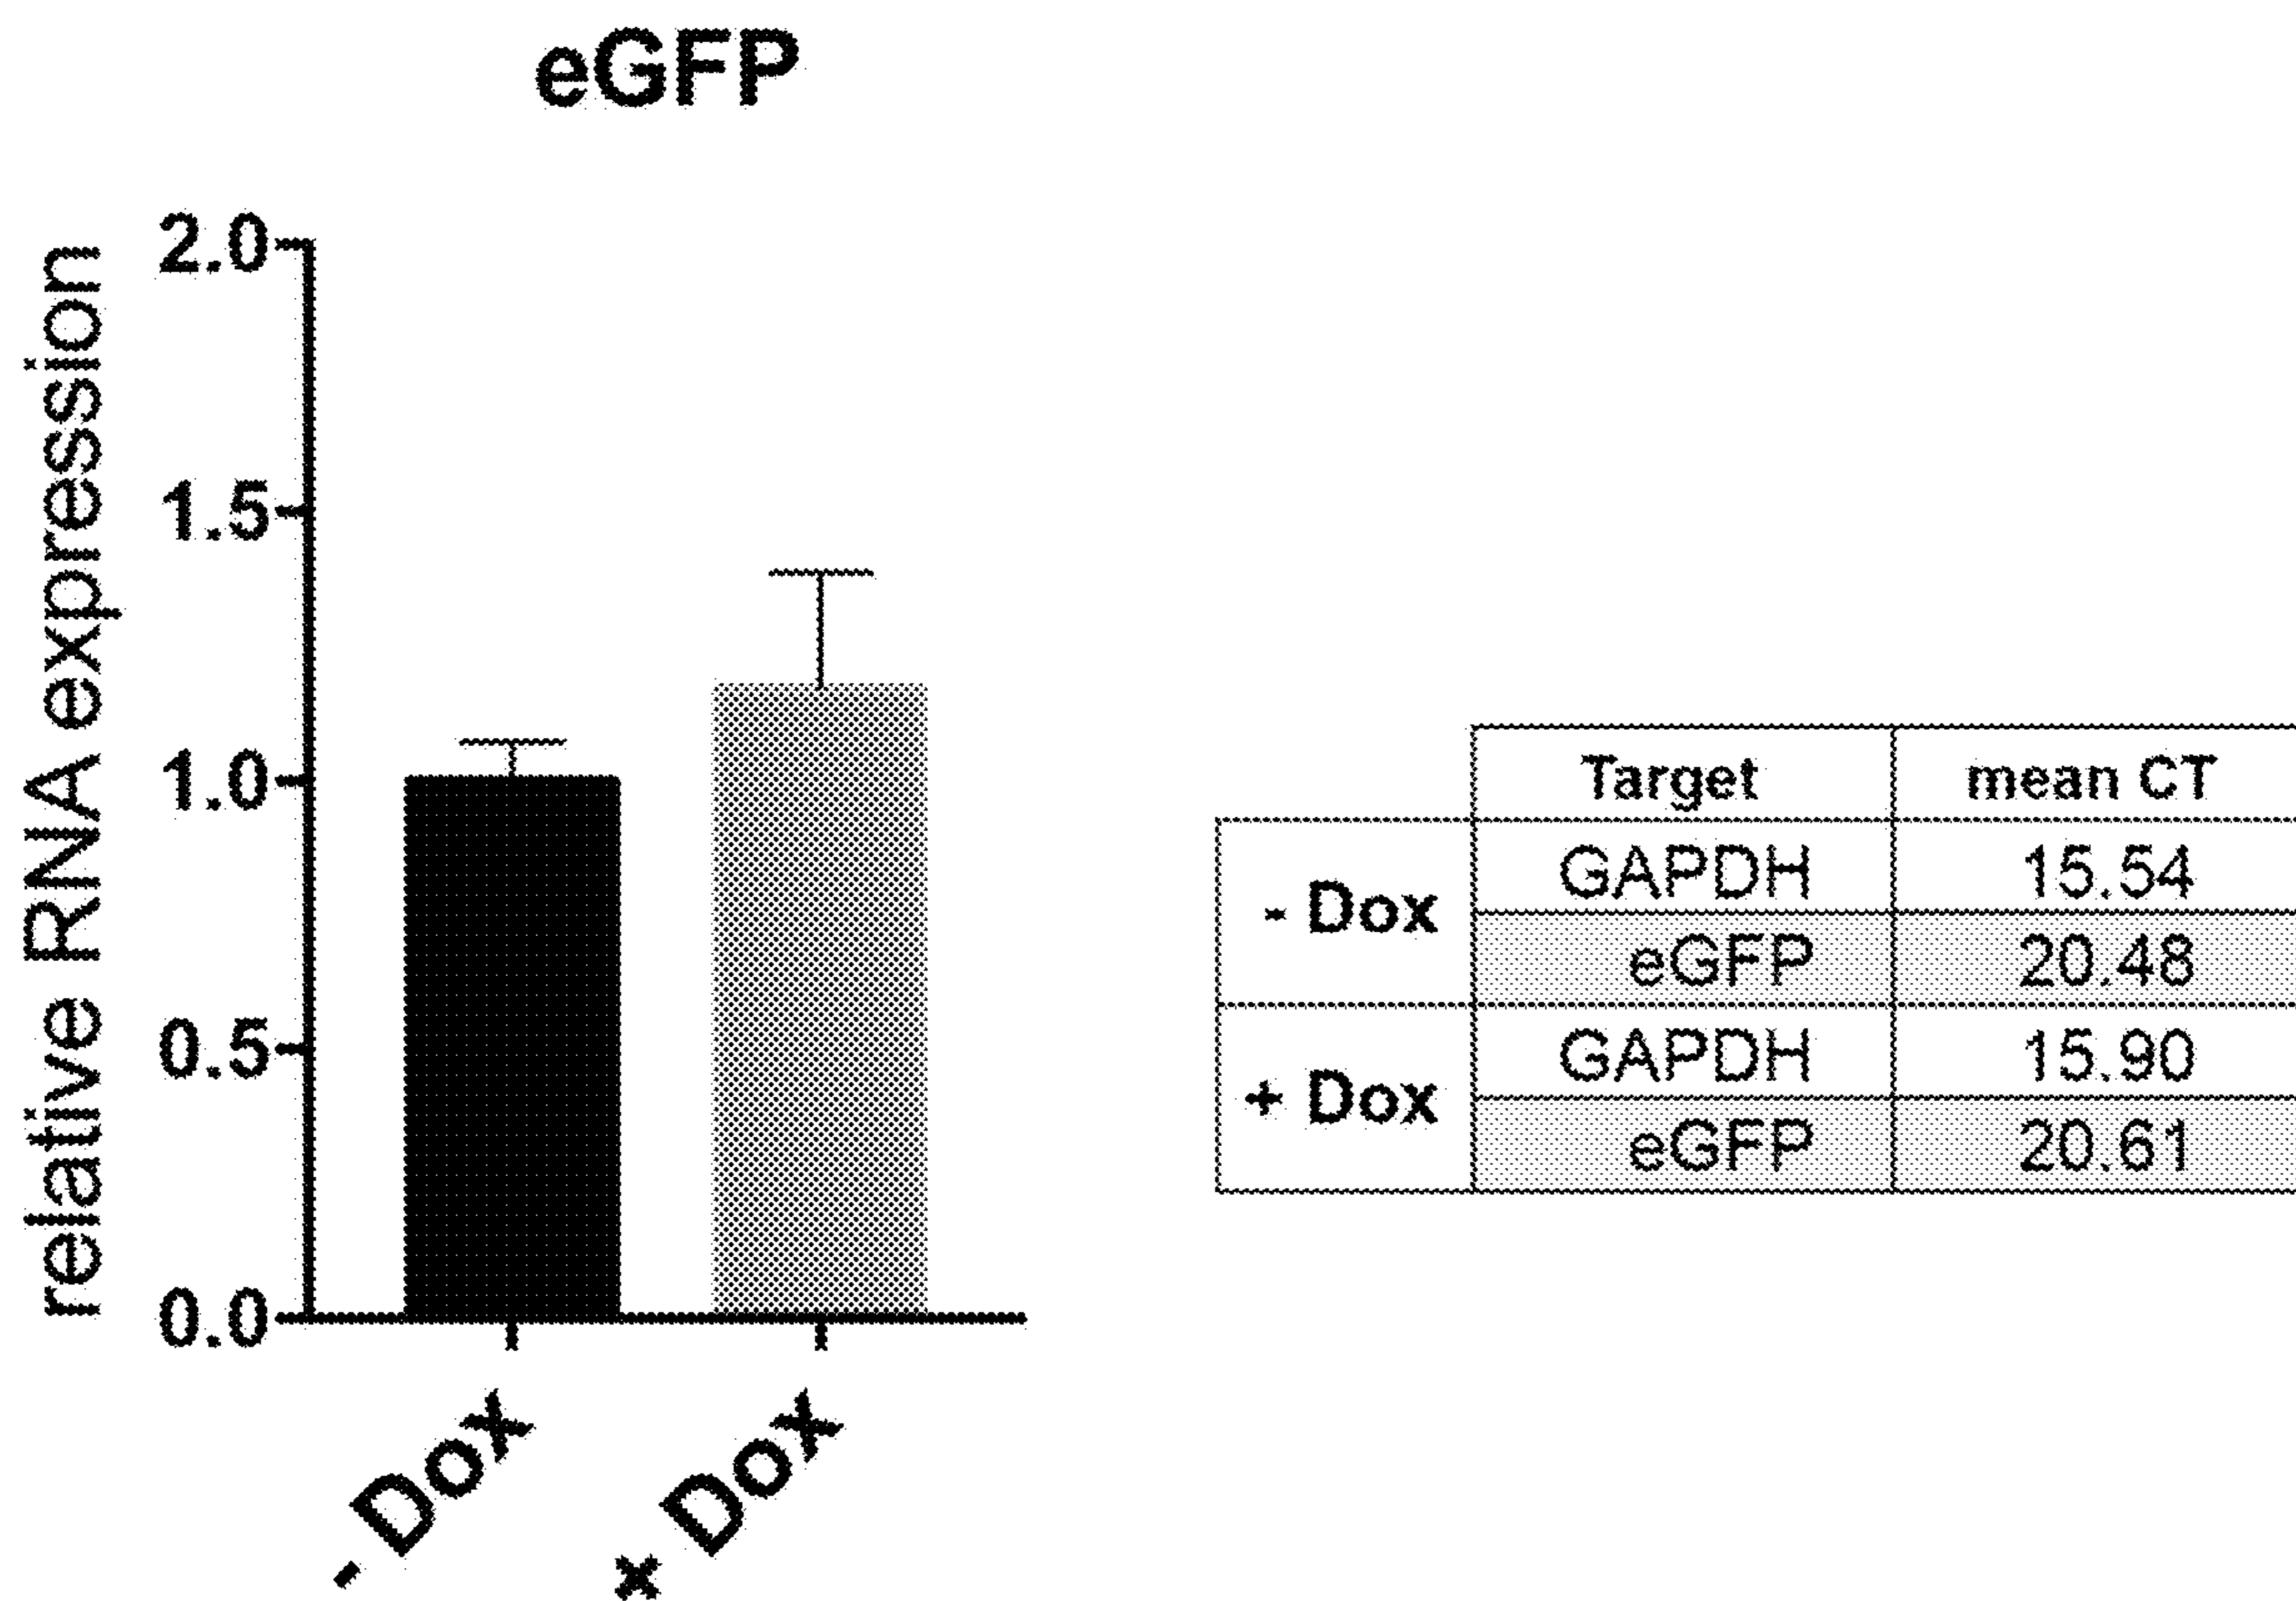 eGFP
relative RNA expression
2.0
1.5
1.0
0.5
0.0
- Dox
+ Dox
Target mean CT
- Dox GAPDH 15.54
eGFP 20.48
+ Dox GAPDH 15.90
eGFP 20.61